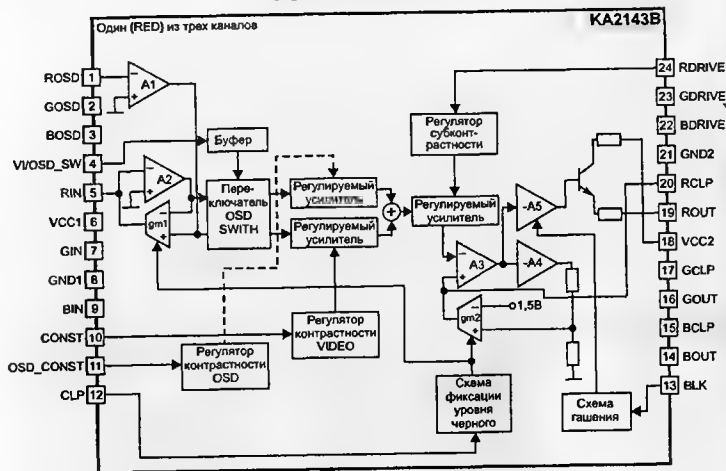 Один (RED) из трех каналов
KA2143B
ROSD
1
GOSD
2
BOSD
3
VI/OSD_SW
4
RIN
5
VCC1
6
GIN
7
GND1
8
BIN
9
CONST
10
OSD_CONST
11
CLP
12
24
RDRIVE
23
GDRIVE
22
BDRIVE
21
GND2
20
RCLP
19
ROUT
18
VCC2
17
GCLP
16
GOUT
15
BCLP
14
BOUT
13
BLK
A1
Буфер
A2
gm1
Пере-
ключатель
OSD
SWITH
Регулируемый
усилитель
Регулируемый
усилитель
Регулятор
субконт-
растности
Регулируемый
усилитель
-A5
A3
-A4
gm2
1,5В
Регулятор
контрастности
VIDEO
Регулятор
контрастности
OSD
Схема
фиксации
уровня
черного
Схема
гашения